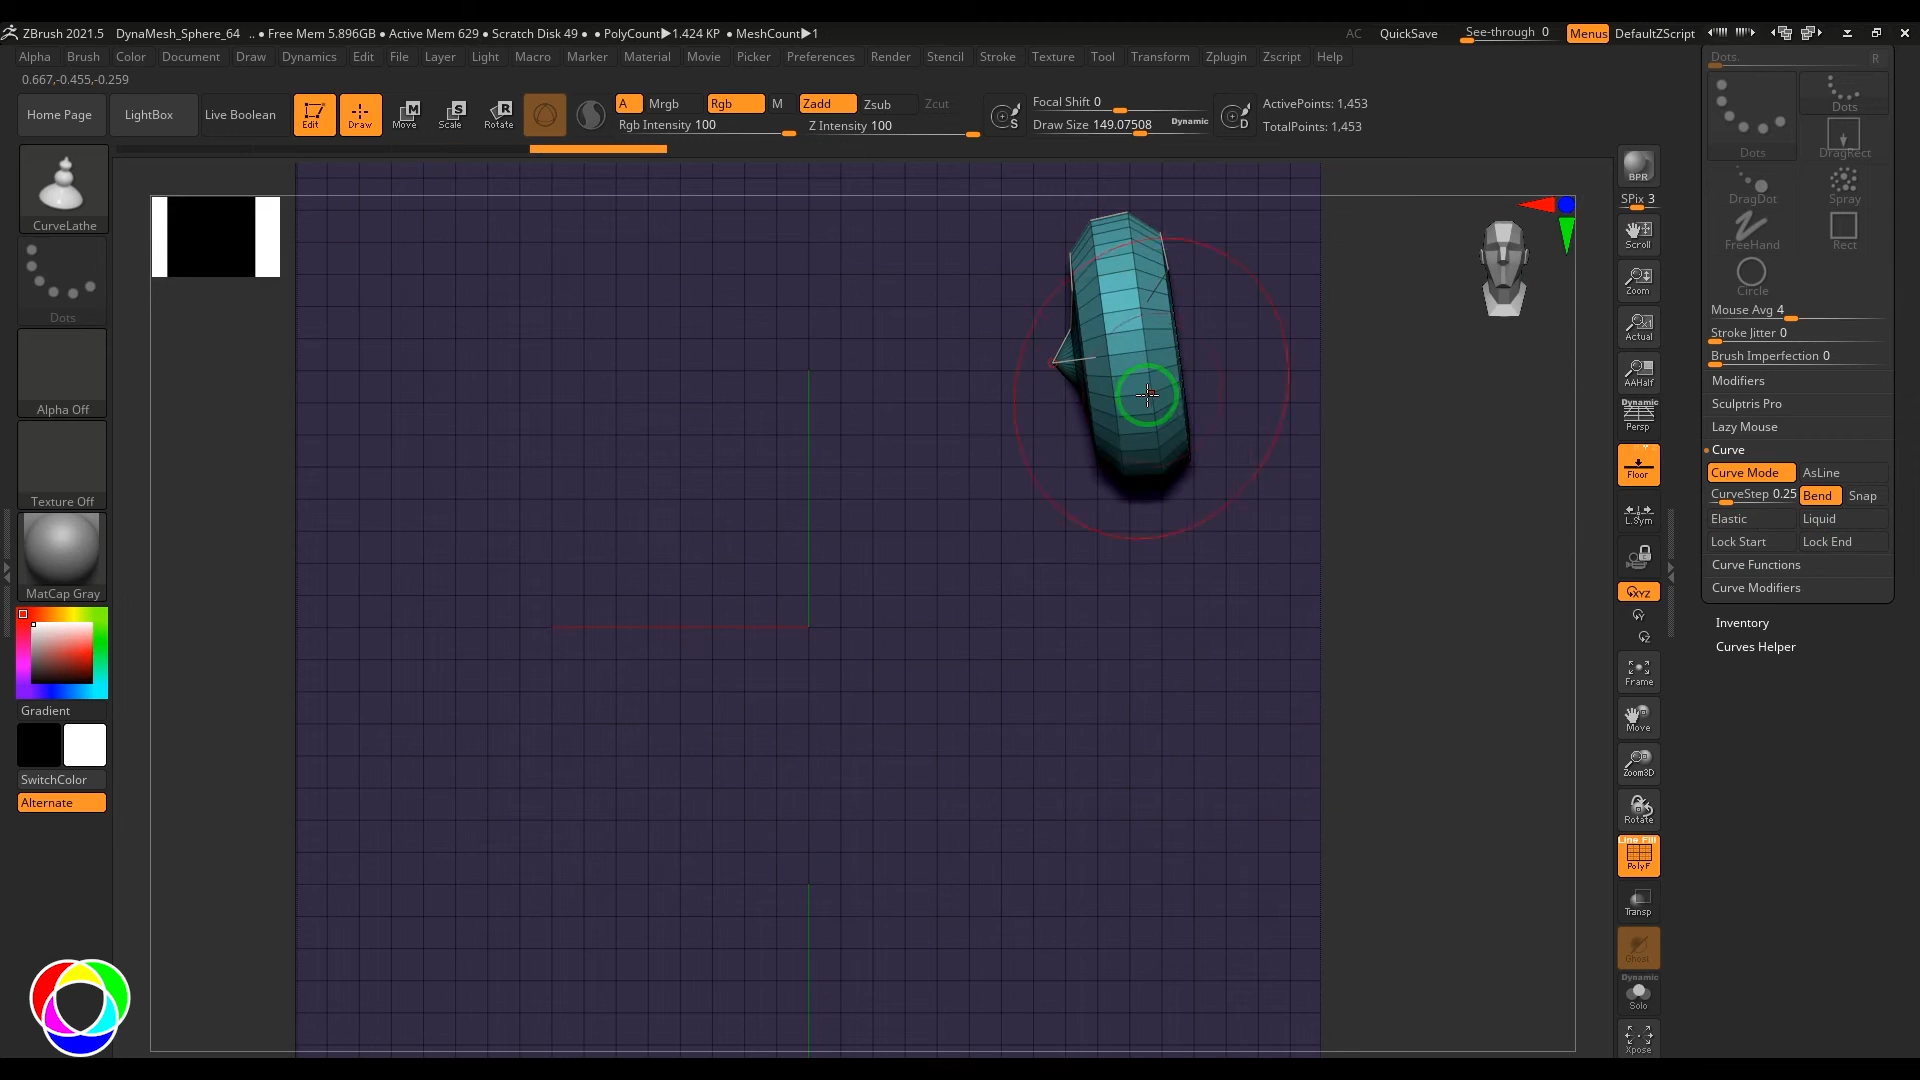 ZBrush 2021.5 DynaMesh_Sphere_64 .. • Free Mem 5.896GB • Active Mem 629 • Scratch Disk 49 • • PolyCount▶1.424 KP • MeshCount▶1
AC QuickSave See-through 0 Menus DefaultZScript
Alpha Brush Color Document Draw Dynamics Edit File Layer Light Macro Marker Material Movie Picker Preferences Render Stencil Stroke Texture Tool Transform Zplugin Zscript Help
0.667,-0.455,-0.259
Home Page LightBox Live Boolean Edit Draw Move Scale Rotate
A Mrgb Rgb M Zadd Zsub Zcut
Rgb Intensity 100 Z Intensity 100
S Focal Shift 0
Draw Size 149.07508 Dynamic D
ActivePoints: 1,453
TotalPoints: 1,453
CurveLathe
Dots
Alpha Off
Texture Off
MatCap Gray
Gradient
SwitchColor
Alternate
BPR
SPix 3
Scroll
Zoom
Actual
AAHalf
Dynamic
Persp
Floor
L.Sym
XYZ
Y
Z
Frame
Move
Zoom3D
Rotate
Line Fill
PolyF
Transp
Ghost
Dynamic
Solo
Xpose
Dots. R
Dots Dots
DragRect
DragDot Spray
FreeHand Rect
Circle
Mouse Avg 4
Stroke Jitter 0
Brush Imperfection 0
Modifiers
Sculptris Pro
Lazy Mouse
Curve
Curve Mode AsLine
CurveStep 0.25 Bend Snap
Elastic Liquid
Lock Start Lock End
Curve Functions
Curve Modifiers
Inventory
Curves Helper